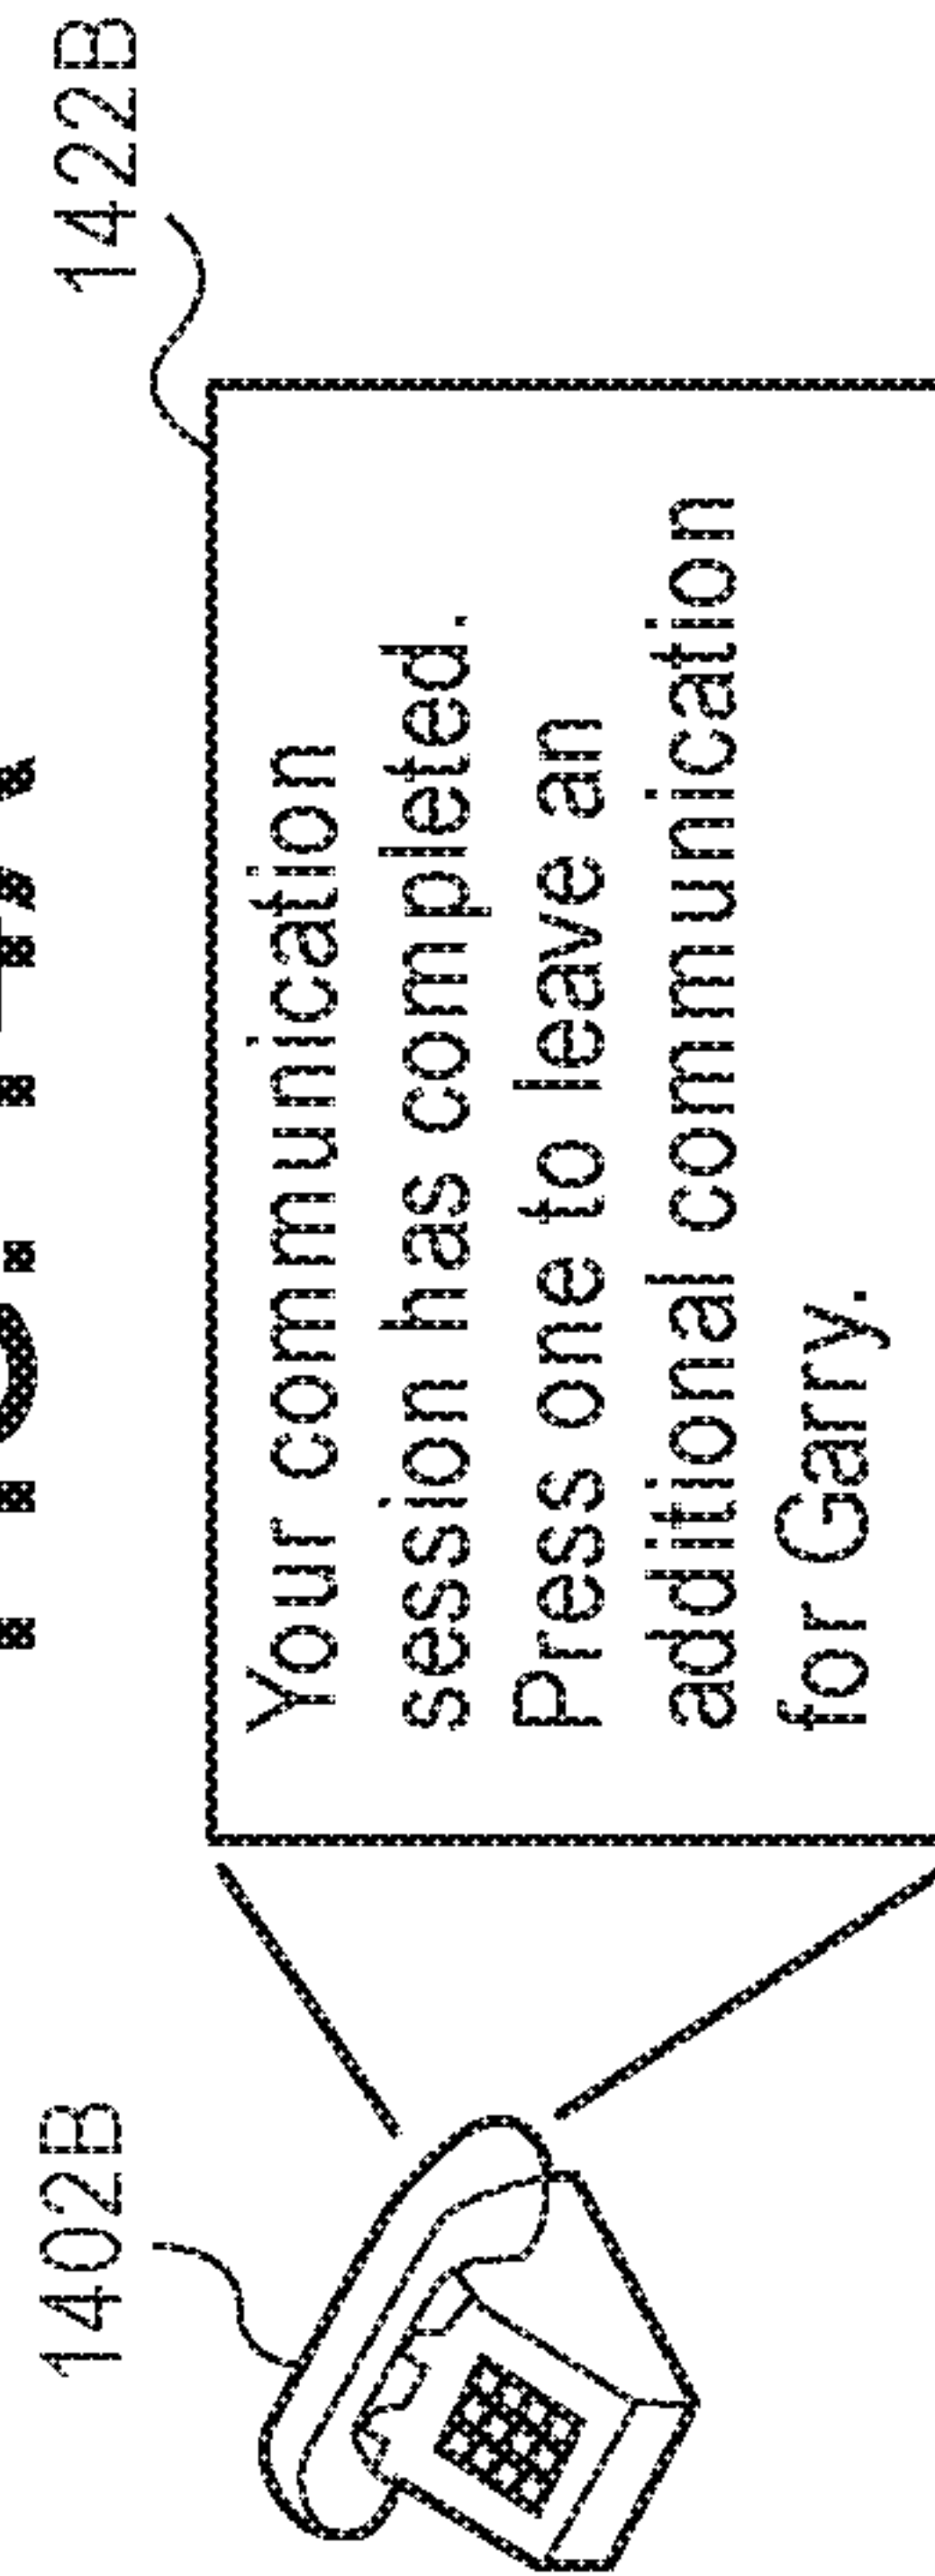 1402B
1422B
Your communication
session has completed.
Press one to leave an
additional communication
for Garry.